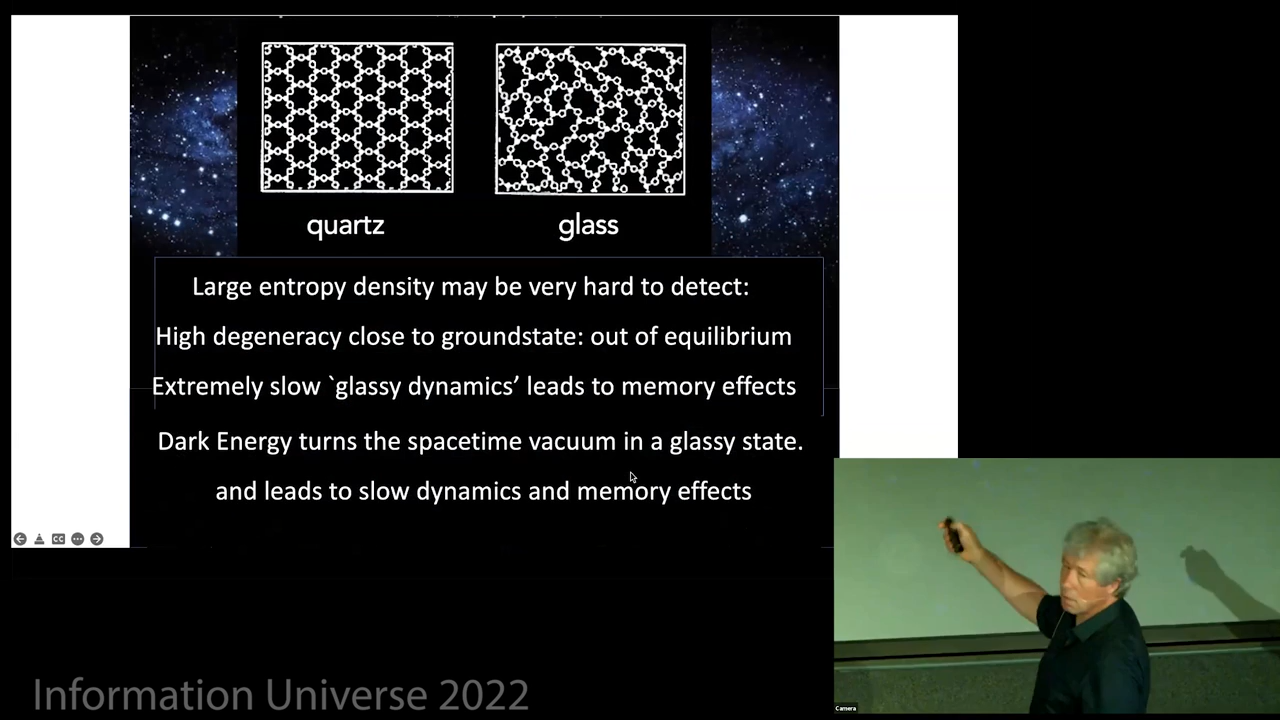 quartz
glass
Large entropy density may be very hard to detect:
High degeneracy close to groundstate: out of equilibrium
Extremely slow `glassy dynamics’ leads to memory effects
Dark Energy turns the spacetime vacuum in a glassy state.
and leads to slow dynamics and memory effects
CC
Camera
Information Universe 2022